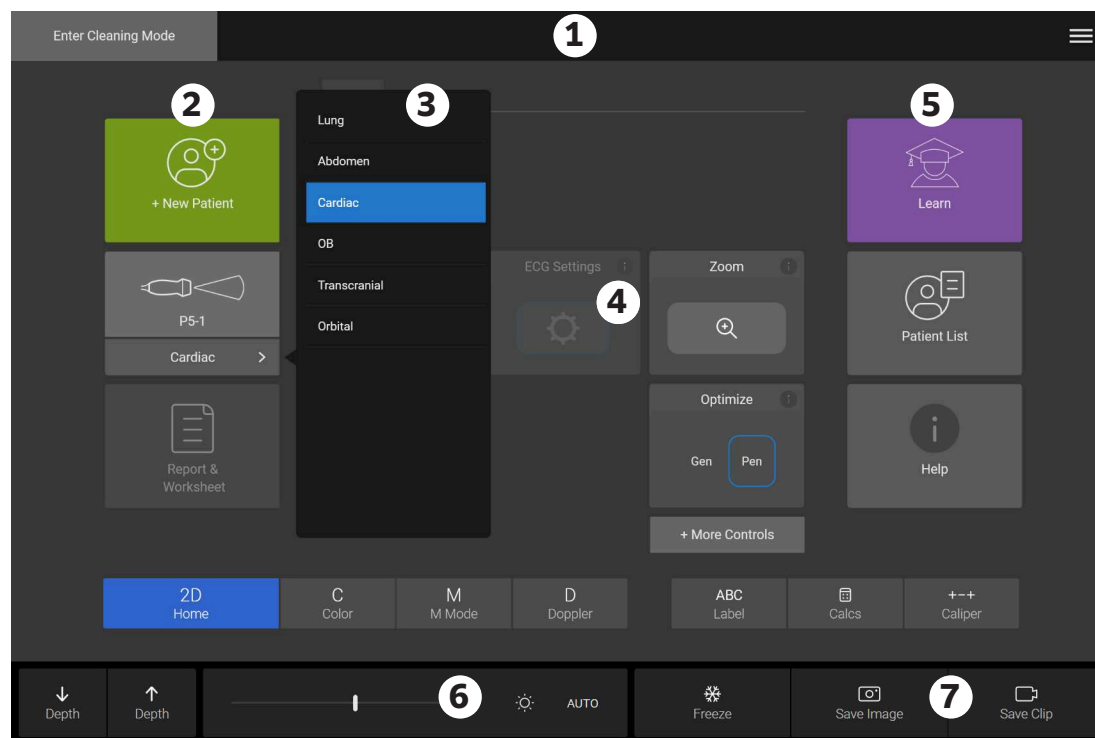 Enter Cleaning Mode
1
2
3
5
+ New Patient
Lung
Abdomen
Cardiac
OB
Transcranial
Orbital
Learn
P5-1
Cardiac >
ECG Settings i
4
Zoom i
Patient List
Report &
Worksheet
Optimize i
Gen Pen
i
Help
+ More Controls
2D
Home
C
Color
M
M Mode
D
Doppler
ABC
Label
Calcs
+--+
Caliper
Depth
Depth
6
AUTO
Freeze
Save Image
7
Save Clip